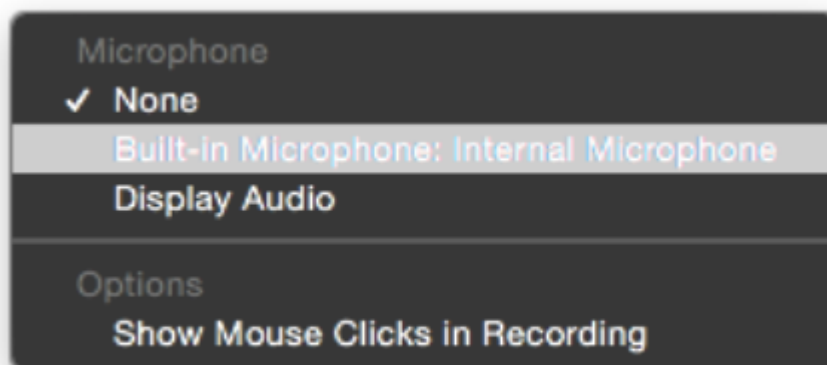 Microphone
✓ None
Built-in Microphone: Internal Microphone
Display Audio
Options
Show Mouse Clicks in Recording